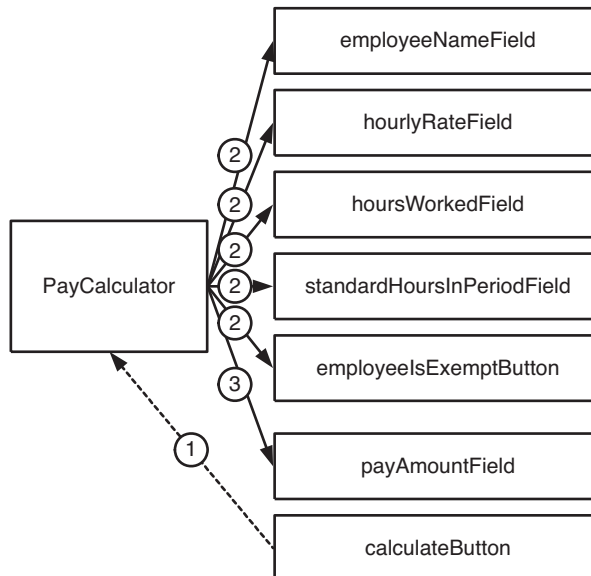 employeeNameField
hourlyRateField
2
2
hoursWorkedField
2
PayCalculator
2
standardHoursInPeriodField
2
employeeIsExemptButton
3
1
payAmountField
calculateButton